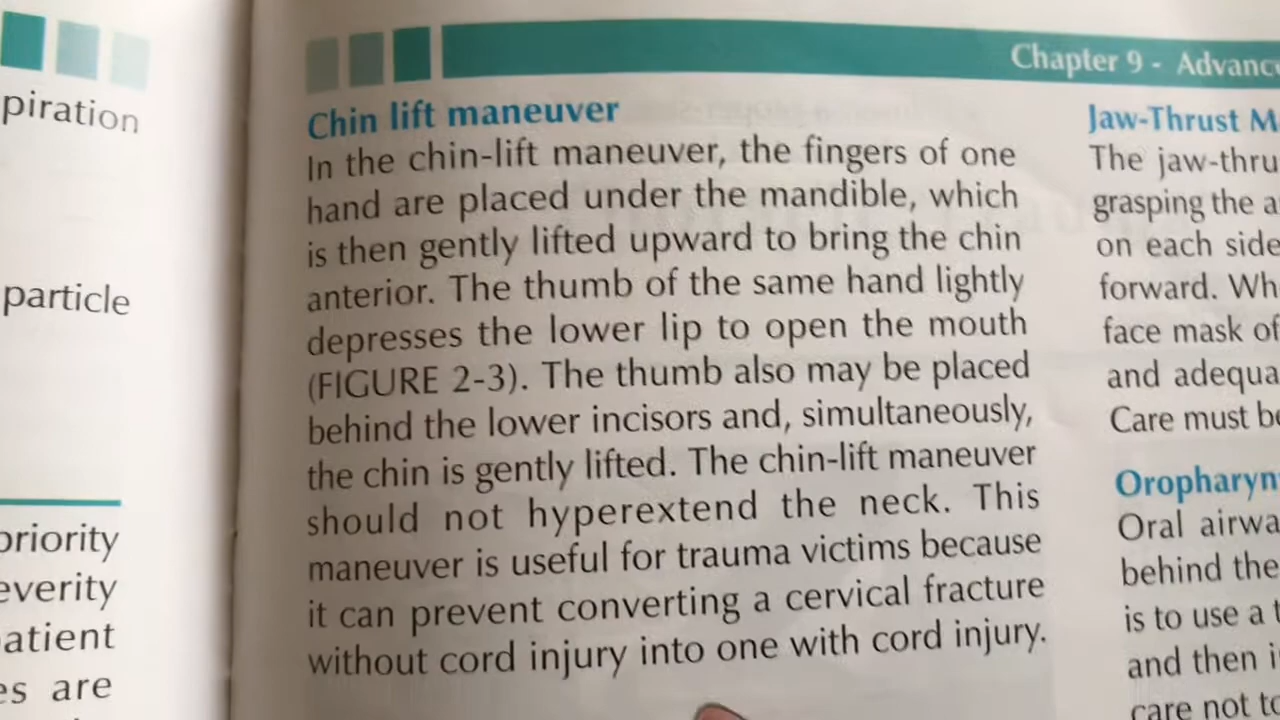 piration
particle
priority
everity
patient
es are
Chapter 9 - Advance
Chin lift maneuver
In the chin-lift maneuver, the fingers of one
hand are placed under the mandible, which
is then gently lifted upward to bring the chin
anterior. The thumb of the same hand lightly
depresses the lower lip to open the mouth
(FIGURE 2-3). The thumb also may be placed
behind the lower incisors and, simultaneously,
the chin is gently lifted. The chin-lift maneuver
should not hyperextend the neck. This
maneuver is useful for trauma victims because
it can prevent converting a cervical fracture
without cord injury into one with cord injury.
Jaw-Thrust M
The jaw-thru
grasping the a
on each side
forward. Wh
face mask of
and adequa
Care must be
Oropharyn
Oral airwa
behind the
is to use a t
and then i
care not to